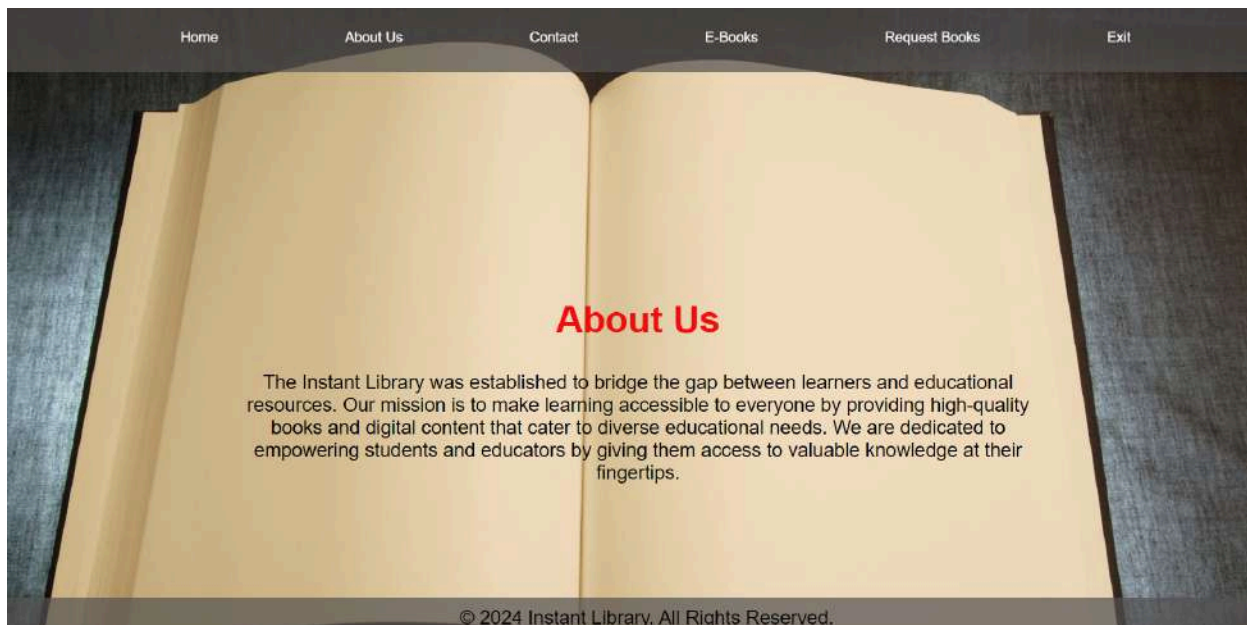 Home About Us Contact E-Books Request Books Exit
About Us
The Instant Library was established to bridge the gap between learners and educational
resources. Our mission is to make learning accessible to everyone by providing high-quality
books and digital content that cater to diverse educational needs. We are dedicated to
empowering students and educators by giving them access to valuable knowledge at their
fingertips.
© 2024 Instant Library. All Rights Reserved.